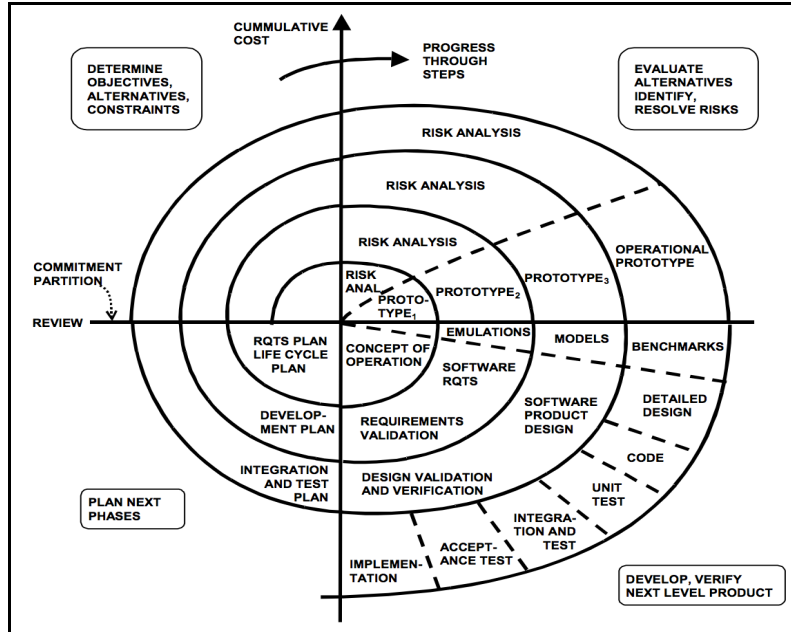 CUMMULATIVE
COST
PROGRESS
THROUGH
STEPS
DETERMINE
OBJECTIVES,
ALTERNATIVES,
CONSTRAINTS
EVALUATE
ALTERNATIVES
IDENTIFY,
RESOLVE RISKS
RISK ANALYSIS
RISK ANALYSIS
RISK ANALYSIS
RISK
ANAL.
PROTO-
TYPE1
PROTOTYPE2
PROTOTYPE3
OPERATIONAL
PROTOTYPE
COMMITMENT
PARTITION
REVIEW
RQTS PLAN
LIFE CYCLE
PLAN
CONCEPT OF
OPERATION
EMULATIONS
MODELS
BENCHMARKS
SOFTWARE
RQTS
SOFTWARE
PRODUCT
DESIGN
DETAILED
DESIGN
DEVELOP-
MENT PLAN
REQUIREMENTS
VALIDATION
CODE
INTEGRATION
AND TEST
PLAN
DESIGN VALIDATION
AND VERIFICATION
UNIT
TEST
PLAN NEXT
PHASES
INTEGRA-
TION AND
TEST
ACCEPT-
ANCE TEST
IMPLEMEN-
TATION
DEVELOP, VERIFY
NEXT LEVEL PRODUCT